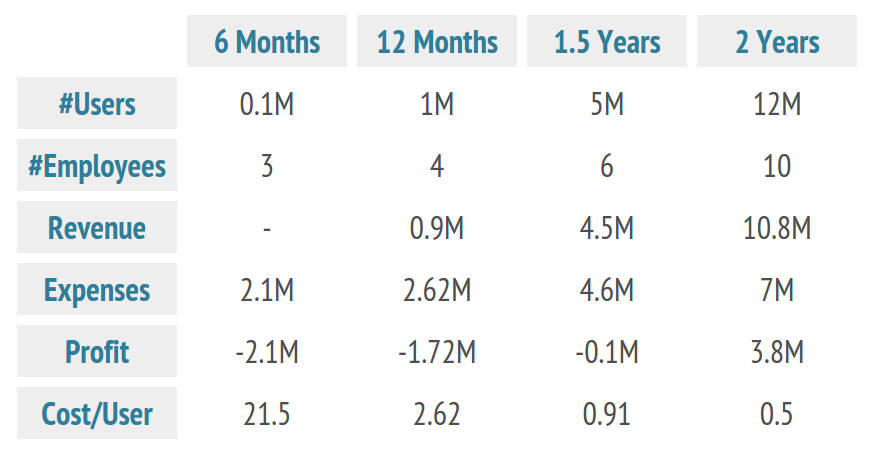 6 Months 12 Months 1.5 Years 2 Years
#Users 0.1M 1M 5M 12M
#Employees 3 4 6 10
Revenue - 0.9M 4.5M 10.8M
Expenses 2.1M 2.62M 4.6M 7M
Profit -2.1M -1.72M -0.1M 3.8M
Cost/User 21.5 2.62 0.91 0.5